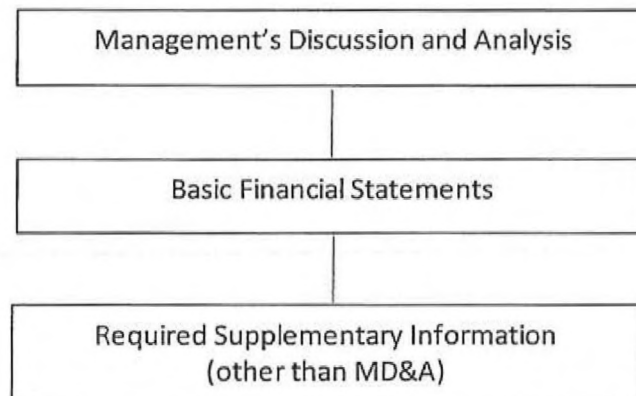 Management’s Discussion and Analysis
Basic Financial Statements
Required Supplementary Information
(other than MD&A)